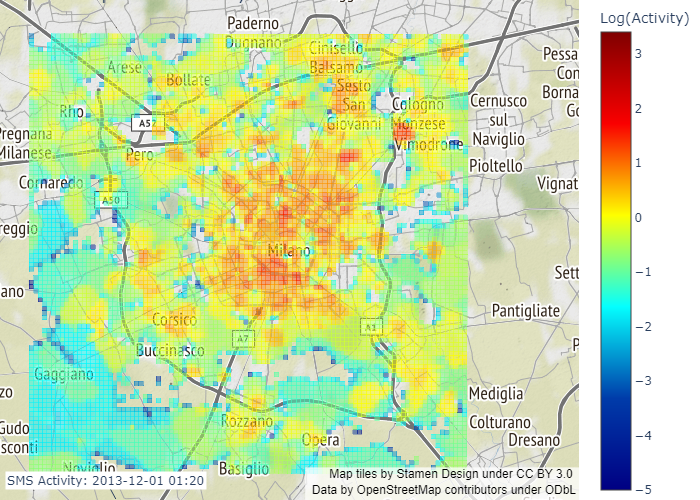 Log(Activity)
3
2
1
0
−1
−2
−3
−4
−5
Paderno
Dugnano
Cinisello
Balsamo
Arese
Bollate
Sesto
San
Giovanni
Cologno
Monzese
Vimodrone
Cernusco
sul
Naviglio
Pioltello
Pessa
Con
Borna
Go
Rho
A52
Pregnana
Milanese
Pero
Cornaredo
Vignat
A50
reggio
Milano
Sett
ano
Pantigliate
Corsico
A7
A1
Buccinasco
P
Gaggiano
zo
Mediglia
Rozzano
Colturano
Gudo
sconti
Opera
Dresano
Noviglio
Basiglio
SMS Activity: 2013-12-01 01:20
Map tiles by Stamen Design under CC BY 3.0
Data by OpenStreetMap contributors under ODbL